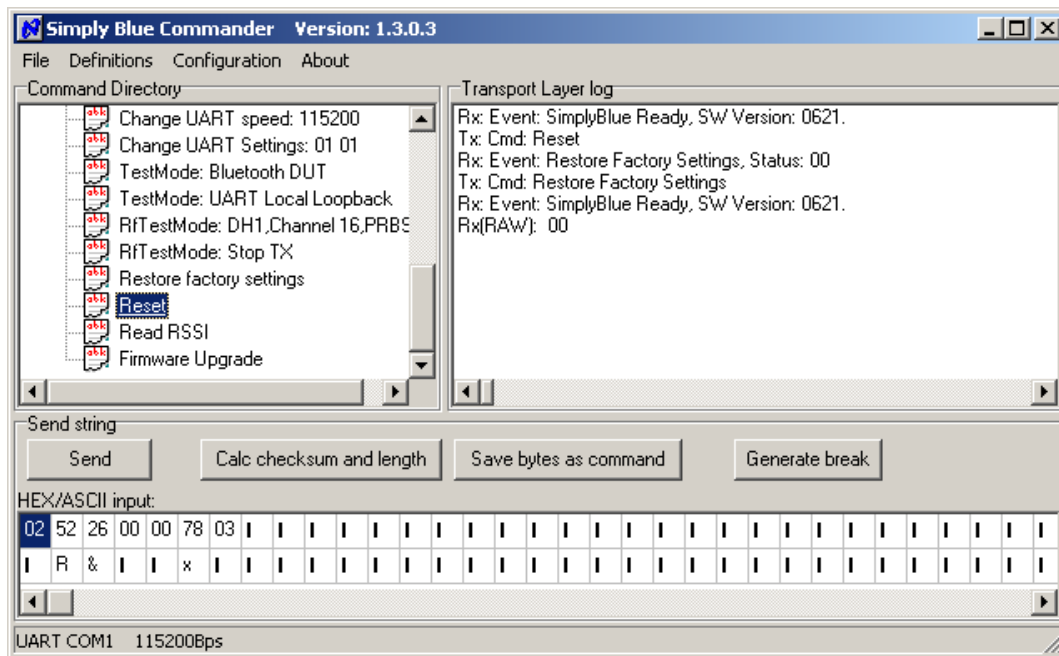 Simply Blue Commander Version: 1.3.0.3
File Definitions Configuration About
Command Directory
Change UART speed: 115200
Change UART Settings: 01 01
TestMode: Bluetooth DUT
TestMode: UART Local Loopback
RfTestMode: DH1,Channel 16,PRBS
RfTestMode: Stop TX
Restore factory settings
Reset
Read RSSI
Firmware Upgrade
Transport Layer log
Rx: Event: SimplyBlue Ready, SW Version: 0621.
Tx: Cmd: Reset
Rx: Event: Restore Factory Settings, Status: 00
Tx: Cmd: Restore Factory Settings
Rx: Event: SimplyBlue Ready, SW Version: 0621.
Rx(RAW): 00
Send string
Send Calc checksum and length Save bytes as command Generate break
HEX/ASCII input:
02 52 26 00 00 78 03
R & x
UART COM1 115200Bps